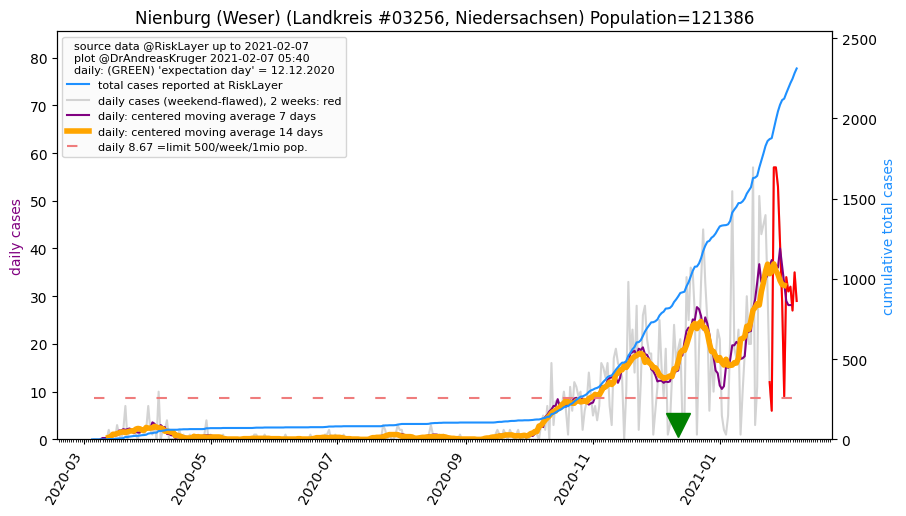 Nienburg (Weser) (Landkreis #03256, Niedersachsen) Population=121386
source data @RiskLayer up to 2021-02-07
plot @DrAndreasKruger 2021-02-07 05:40
daily: (GREEN) 'expectation day' = 12.12.2020
total cases reported at RiskLayer
daily cases (weekend-flawed), 2 weeks: red
daily: centered moving average 7 days
daily: centered moving average 14 days
daily 8.67 =limit 500/week/1mio pop.
daily cases
80
70
60
50
40
30
20
10
0
2500
2000
1500
1000
500
0
cumulative total cases
2020-03
2020-05
2020-07
2020-09
2020-11
2021-01